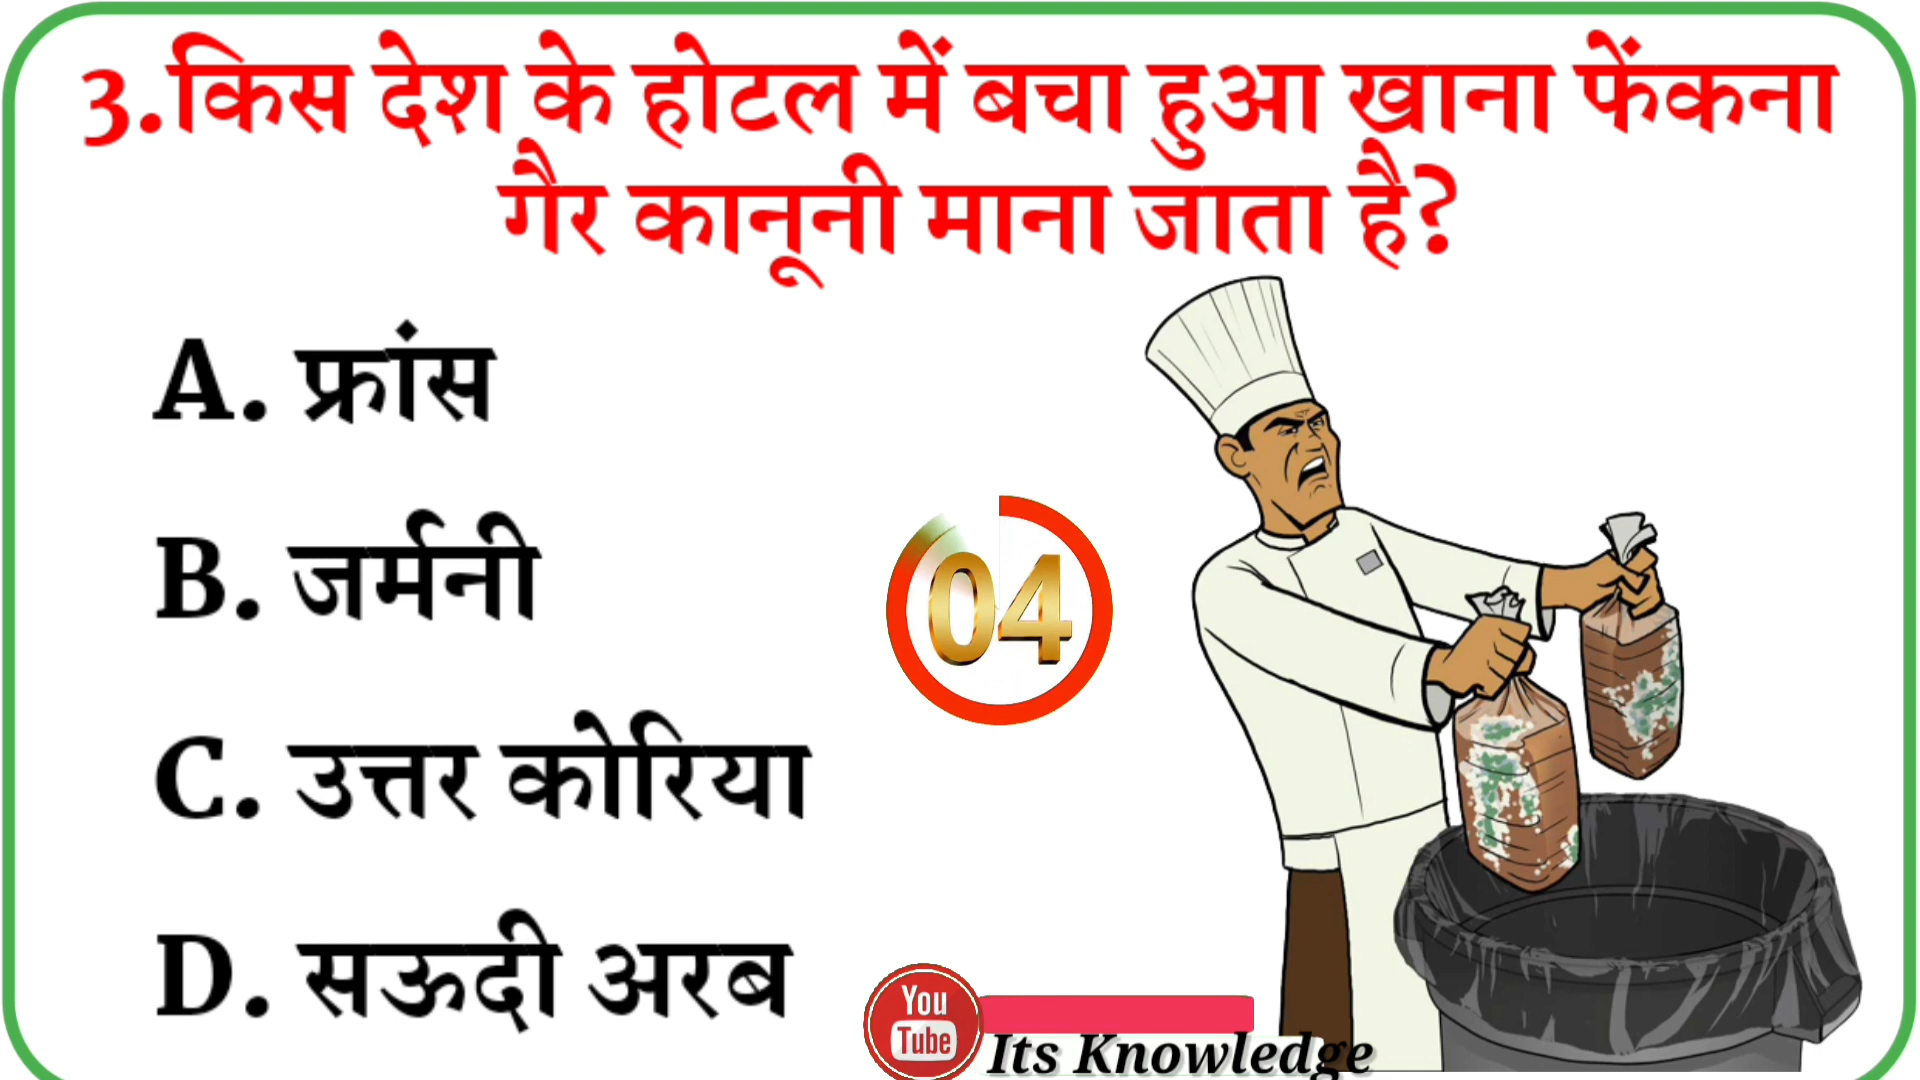 3.किस देश के होटल में बचा हुआ खाना फेंकना
गैर कानूनी माना जाता है?
A. फ्रांस
B. जर्मनी
04
C. उत्तर कोरिया
D. सऊदी अरब
You
Tube
Its Knowledge